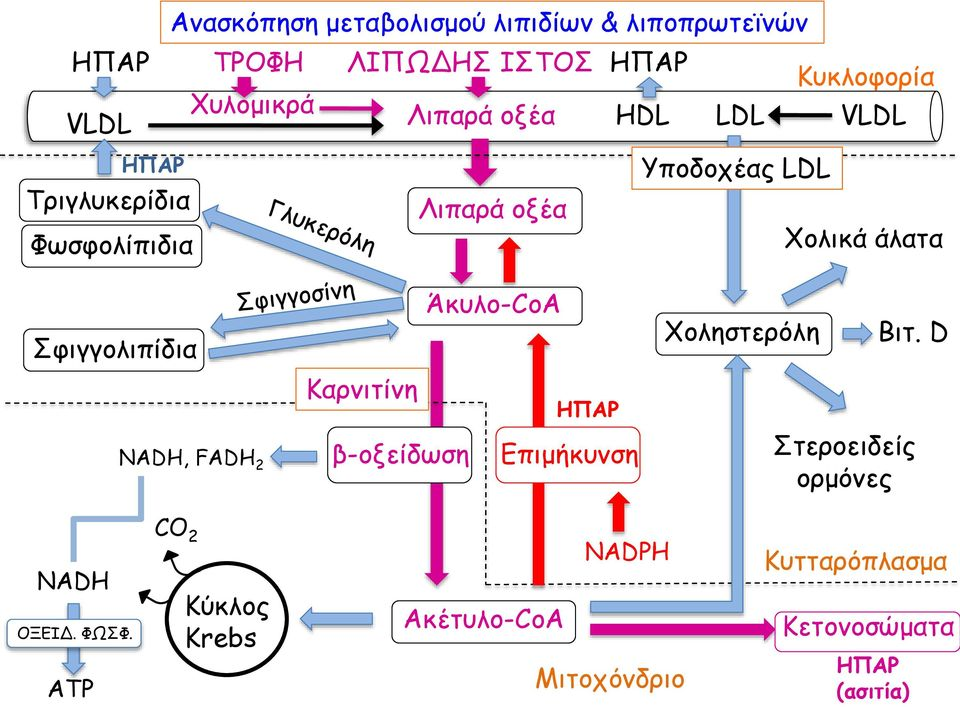 Ανασκόπηση μεταβολισμού λιπιδίων & λιποπρωτεϊνών
ΗΠΑΡ ΤΡΟΦΗ ΛΙΠΩΔΗΣ ΙΣΤΟΣ ΗΠΑΡ
Κυκλοφορία
VLDL Χυλομικρά Λιπαρά οξέα HDL LDL VLDL
ΗΠΑΡ
Υποδοχέας LDL
Τριγλυκερίδια
Γλυκερόλη
Λιπαρά οξέα
Φωσφολίπιδια
Χολικά άλατα
Σφιγγοσίνη
Άκυλο-CoA
Σφιγγολιπίδια
Χοληστερόλη
Βιτ. D
Καρνιτίνη
ΗΠΑΡ
NADH, FADH2
β-οξείδωση
Επιμήκυνση
Στεροειδείς
ορμόνες
CO2
NADPH
Κυτταρόπλασμα
NADH
Κύκλος
Krebs
Ακέτυλο-CoA
Κετονοσώματα
ΟΞΕΙΔ. ΦΩΣΦ.
ATP
Μιτοχόνδριο
ΗΠΑΡ
(ασιτία)